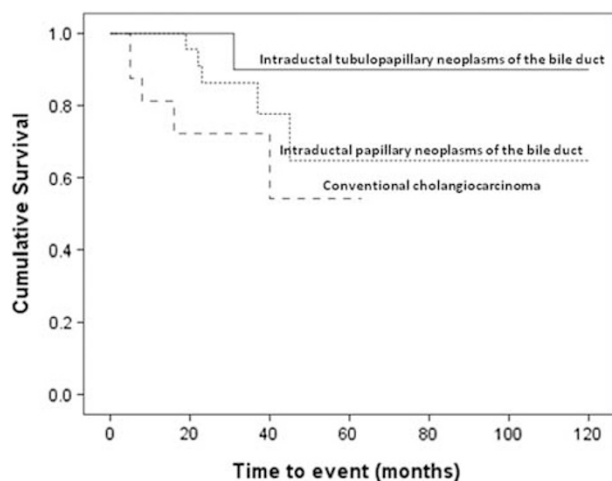 1.0
Intraductal tubulopapillary neoplasms of the bile duct
0.8
Intraductal papillary neoplasms of the bile duct
0.6
Conventional cholangiocarcinoma
0.4
0.2
0.0
Cumulative Survival
0 20 40 60 80 100 120
Time to event (months)